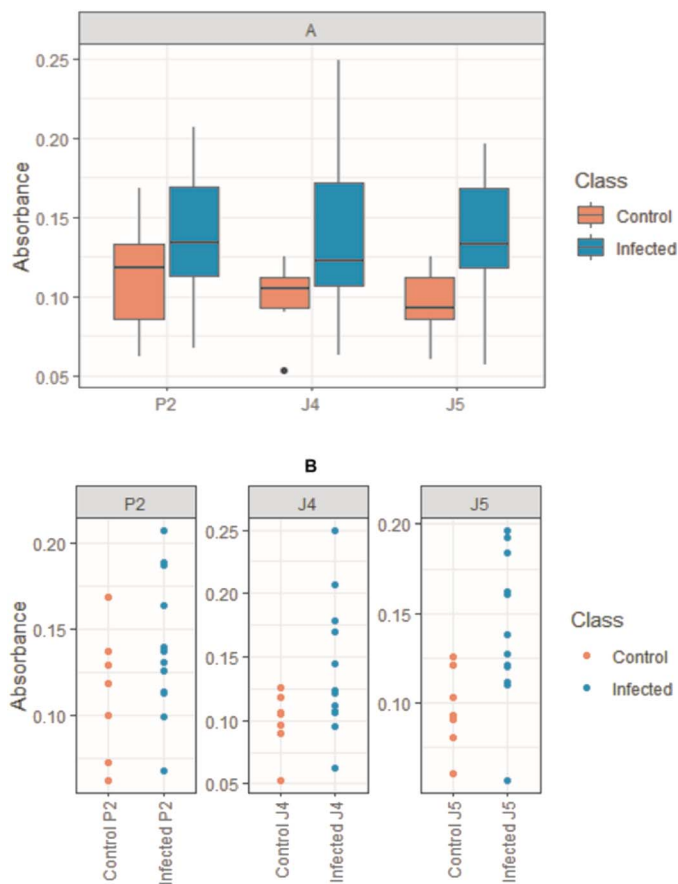 A
Absorbance
0.25
0.20
0.15
0.10
0.05
P2
J4
J5
Class
Control
Infected
B
P2
J4
J5
Absorbance
0.20
0.15
0.10
0.25
0.20
0.15
0.10
0.05
0.20
0.15
0.10
Control P2
Infected P2
Control J4
Infected J4
Control J5
Infected J5
Class
Control
Infected